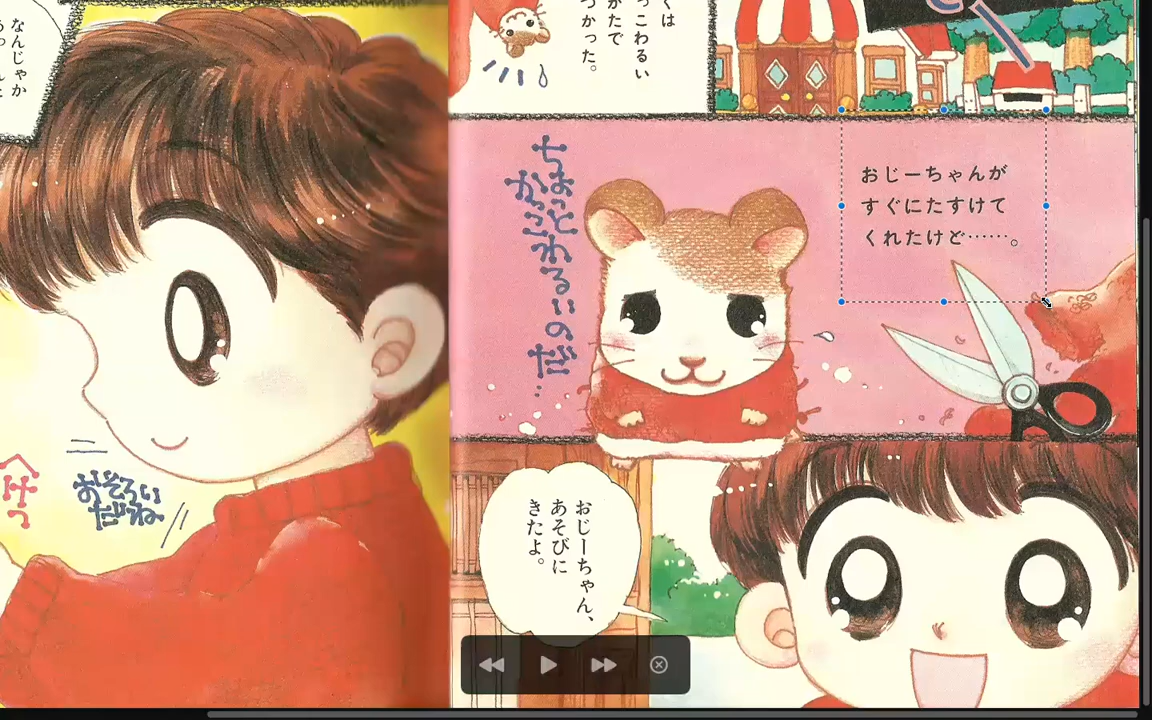 なんじゃか
くは
っこわるい
かたで
つかった。
おじーちゃんが
すぐにたすけて
くれたけど……。
ちょっと
かっこわるいのだ…
おそろい
だね
おじーちゃん、
あそびに
きたよ。